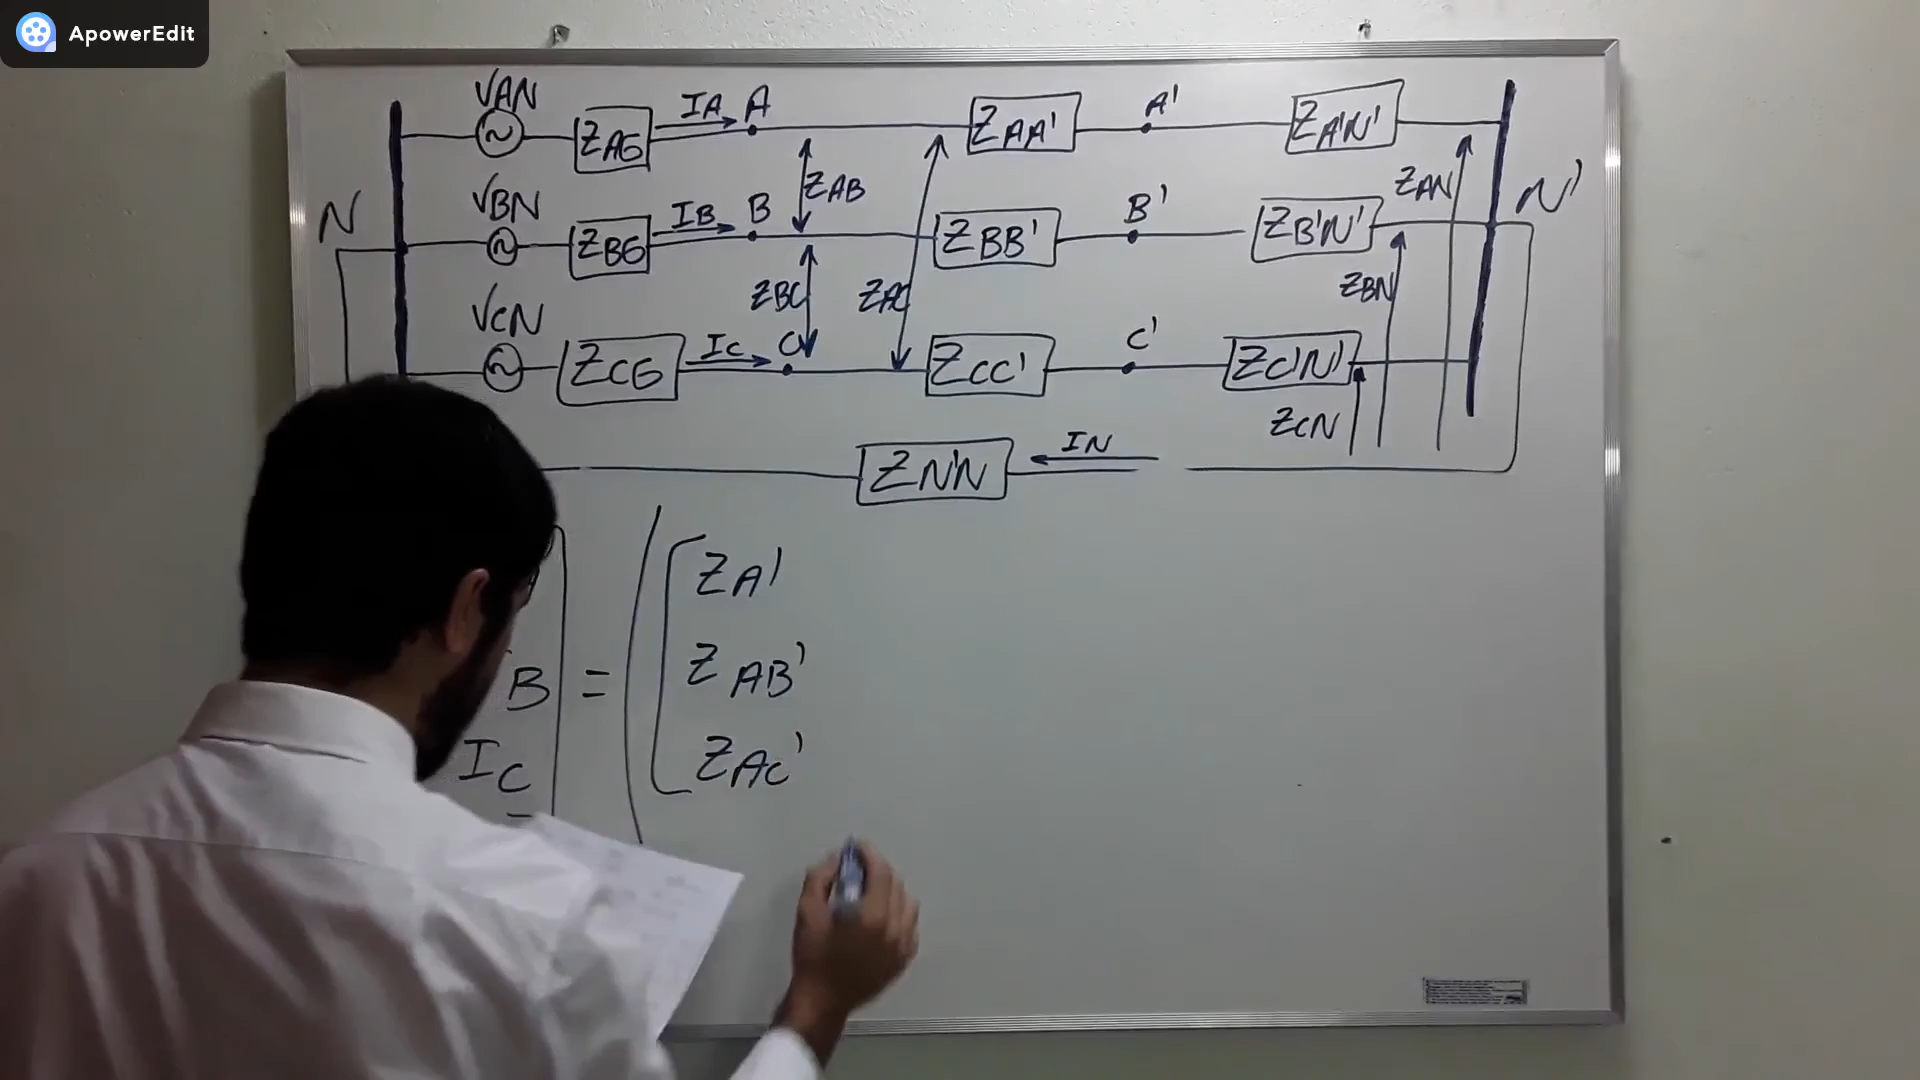 ApowerEdit
VAN
ZAG
IA
A
ZAA'
A'
ZA'N'
ZAB
ZAN
N
VBN
ZBG
IB
B
ZBB'
B'
ZB'N'
N'
ZBC
ZAC
ZBN
VCN
ZCG
IC
C
ZCC'
C'
ZC'N'
ZCN
ZN'N
IN
ZA'
B = ZAB'
IC ZAC'